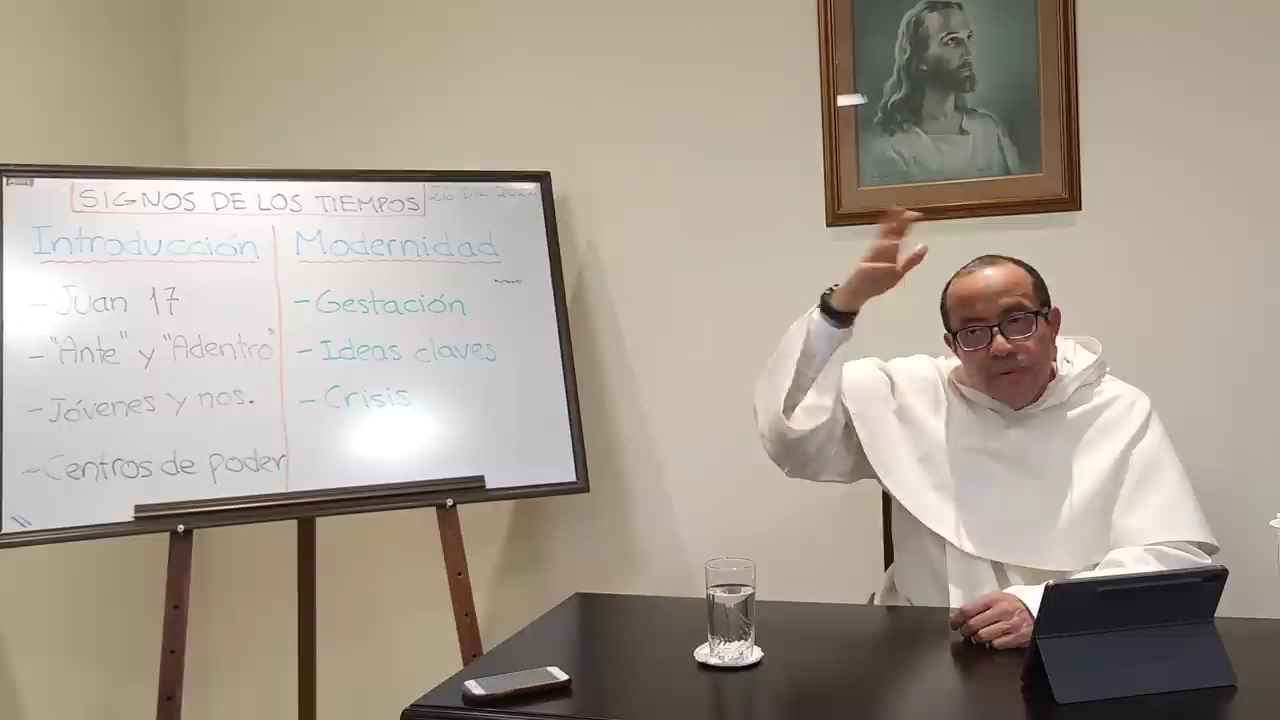 SIGNOS DE LOS TIEMPOS
Introducción
- Juan 17
- "Ante" y "Adentro"
- Jóvenes y nos.
- Centros de poder
Modernidad
- Gestación
- Ideas claves
- Crisis